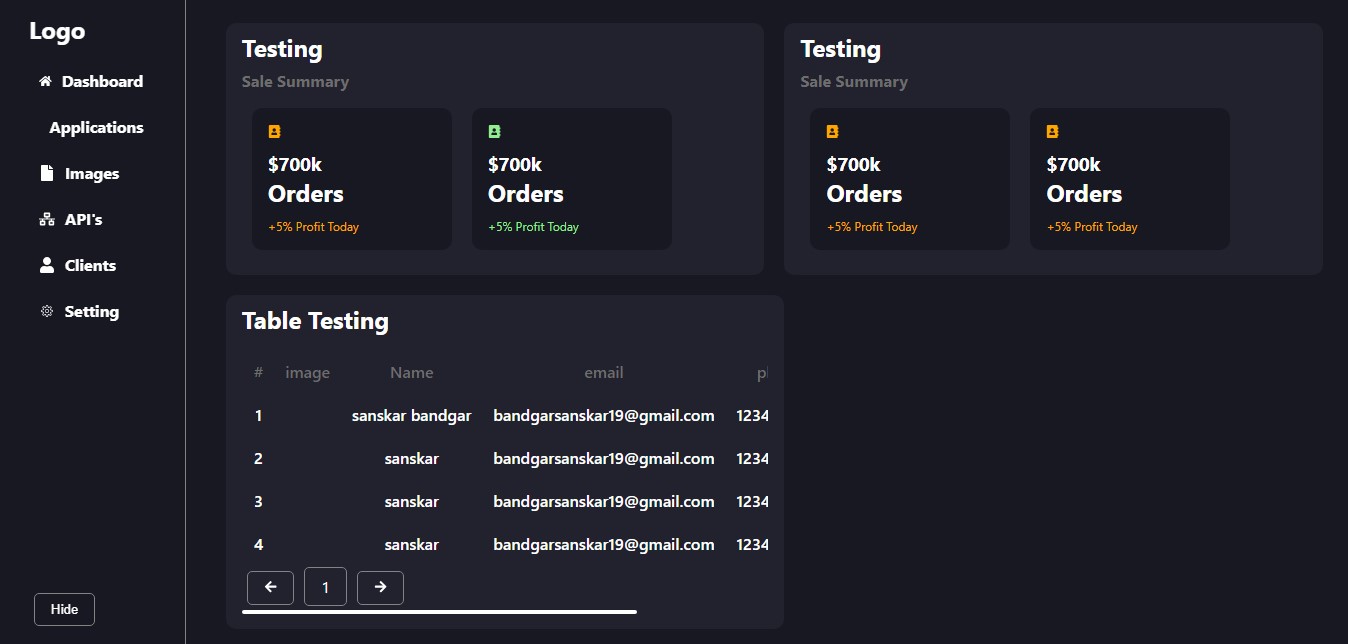 Logo
Dashboard
Applications
Images
API's
Clients
Setting
Hide
Testing
Sale Summary
$700k
Orders
+5% Profit Today
$700k
Orders
+5% Profit Today
Testing
Sale Summary
$700k
Orders
+5% Profit Today
$700k
Orders
+5% Profit Today
Table Testing
# image Name email
1 sanskar bandgar bandgarsanskar19@gmail.com 1234
2 sanskar bandgarsanskar19@gmail.com 1234
3 sanskar bandgarsanskar19@gmail.com 1234
4 sanskar bandgarsanskar19@gmail.com 1234
1